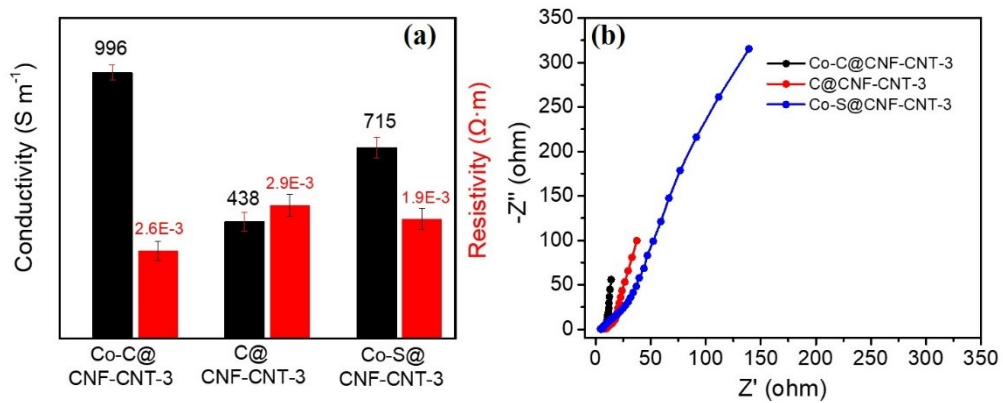 (a)
996
2.6E-3
438
2.9E-3
715
1.9E-3
Conductivity (S m⁻¹)
Resistivity (Ω·m)
Co-C@
CNF-CNT-3
C@
CNF-CNT-3
Co-S@
CNF-CNT-3
(b)
Co-C@CNF-CNT-3
C@CNF-CNT-3
Co-S@CNF-CNT-3
350
300
250
200
150
100
50
0
-Z" (ohm)
0 50 100 150 200 250 300 350
Z' (ohm)